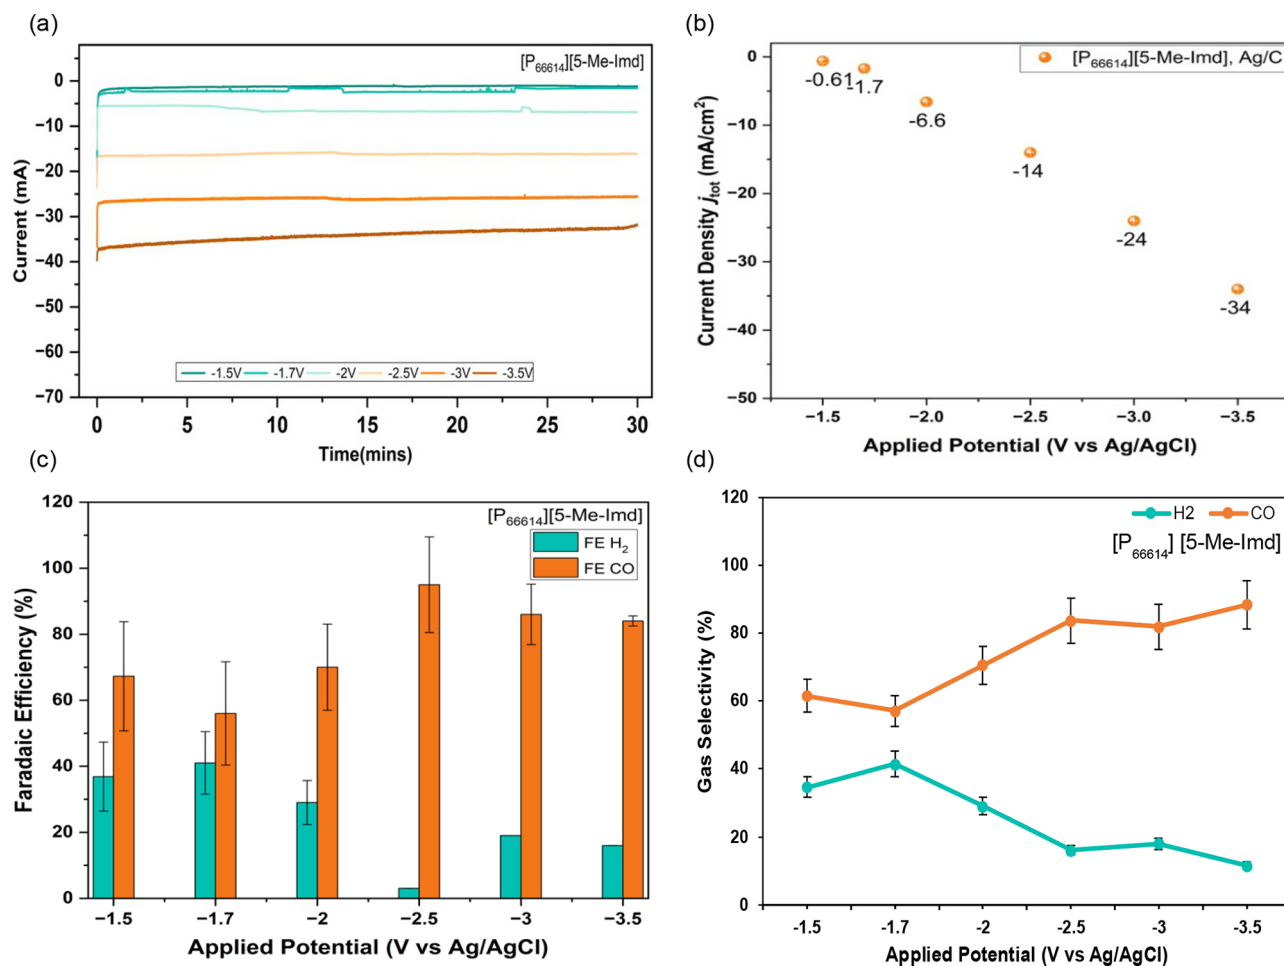 (a)
[P66614][5-Me-Imd]
Current (mA)
0
−10
−20
−30
−40
−50
−60
−70
-1.5V -1.7V -2V -2.5V -3V -3.5V
0 5 10 15 20 25 30
Time(mins)
(b)
[P66614][5-Me-Imd], Ag/C
Current Density jtot (mA/cm2)
0
−10
−20
−30
−40
−50
-0.61
-1.7
-6.6
-14
-24
-34
−1.5 −2.0 −2.5 −3.0 −3.5
Applied Potential (V vs Ag/AgCl)
(c)
[P66614][5-Me-Imd]
FE H2
FE CO
Faradaic Efficiency (%)
120
100
80
60
40
20
0
−1.5 −1.7 −2 −2.5 −3 −3.5
Applied Potential (V vs Ag/AgCl)
(d)
H2 CO
[P66614] [5-Me-Imd]
Gas Selectivity (%)
120
100
80
60
40
20
0
-1.5 -1.7 -2 -2.5 -3 -3.5
Applied Potential (V vs Ag/AgCl)